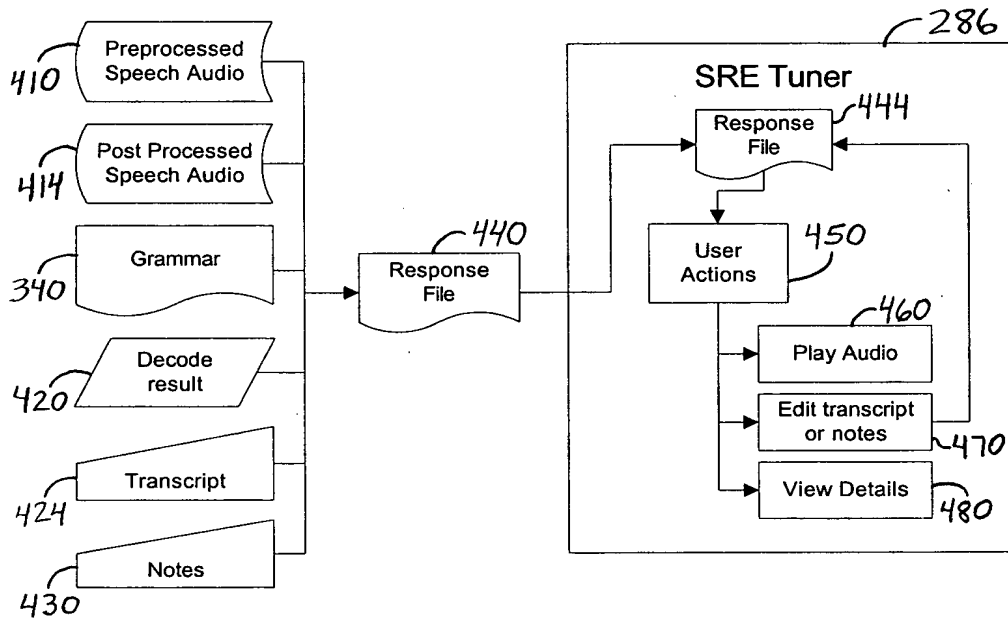 286
Preprocessed
Speech Audio
410
SRE Tuner
Response
File
444
Post Processed
Speech Audio
414
Grammar
340
440
Response
File
User
Actions
450
460
Play Audio
Decode
result
420
Edit transcript
or notes
470
Transcript
424
View Details
480
Notes
430